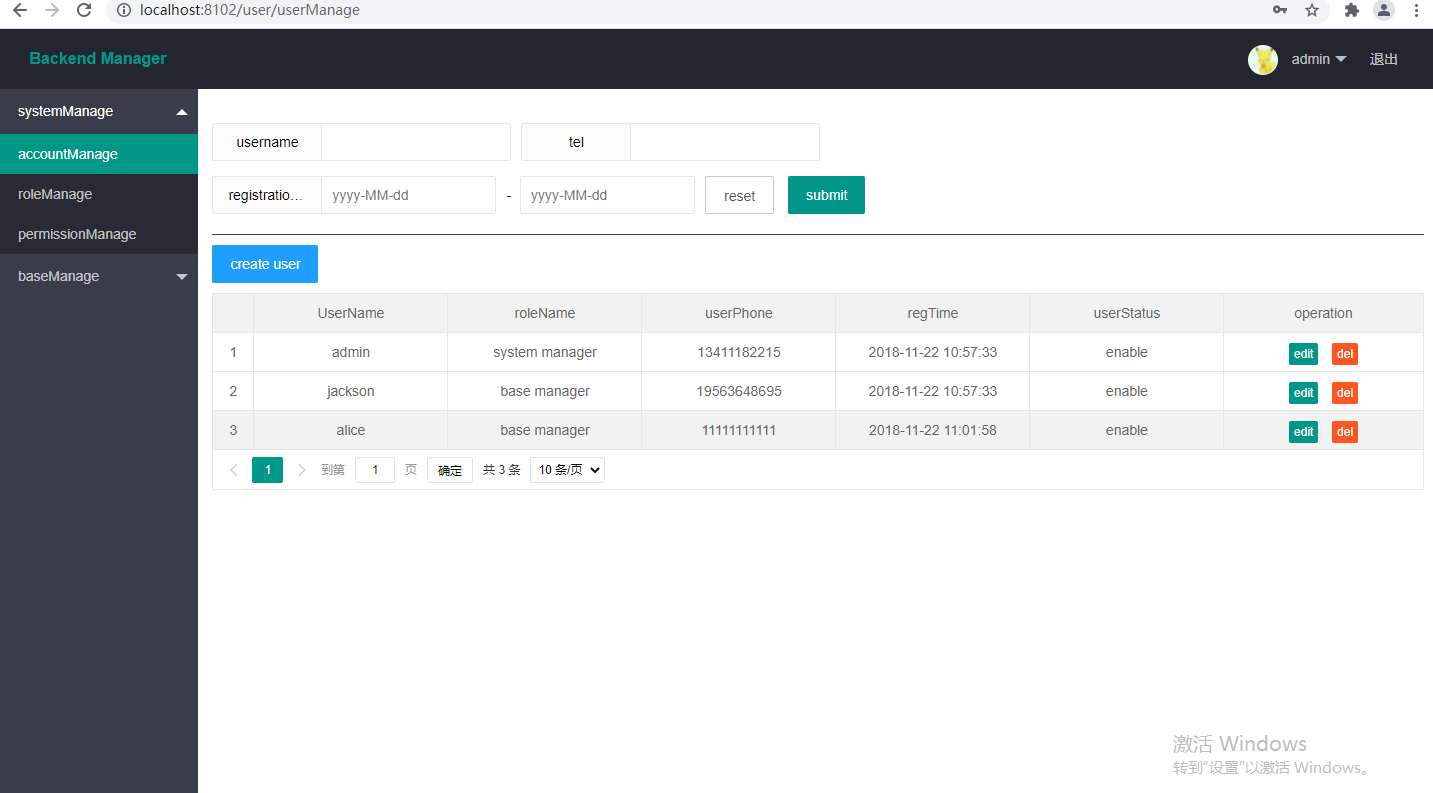 localhost:8102/user/userManage
Backend Manager
admin
退出
systemManage
accountManage
roleManage
permissionManage
baseManage
username
tel
registratio…
yyyy-MM-dd
-
yyyy-MM-dd
reset
submit
create user
UserName roleName userPhone regTime userStatus operation
1 admin system manager 13411182215 2018-11-22 10:57:33 enable edit del
2 jackson base manager 19563648695 2018-11-22 10:57:33 enable edit del
3 alice base manager 11111111111 2018-11-22 11:01:58 enable edit del
1 到第 1 页 确定 共 3 条 10 条/页
激活 Windows
转到“设置”以激活 Windows。